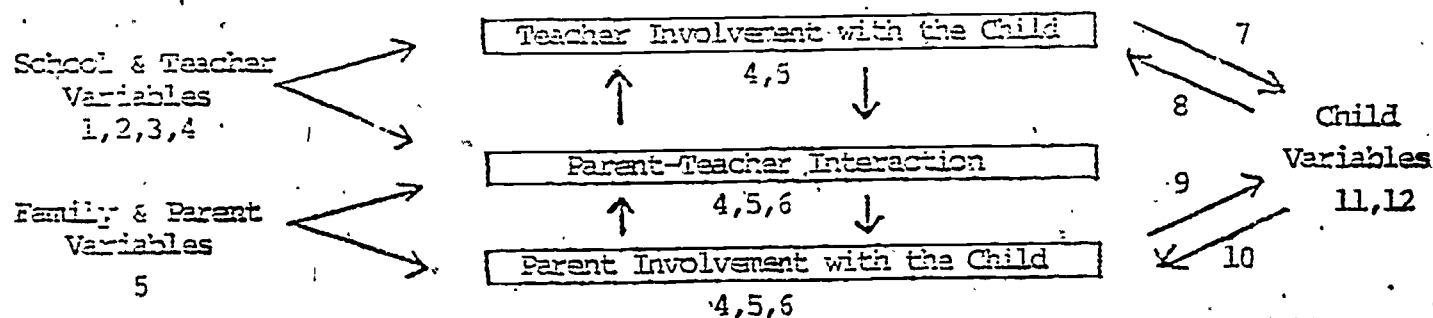 Teacher Involvement with the Child
4,5
7
8
School & Teacher
Variables
1,2,3,4
Child
Variables
11,12
Parent-Teacher Interaction
4,5,6
9
10
Family & Parent
Variables
5
Parent Involvement with the Child
4,5,6